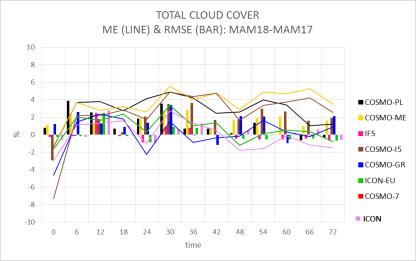 TOTAL CLOUD COVER
ME (LINE) & RMSE (BAR): MAM18-MAM17
10
8
6
4
2
0
-2
-4
-6
-8
-10
%
0 6 12 18 24 30 36 42 48 54 60 66 72
time
COSMO-PL
COSMO-ME
IFS
COSMO-I5
COSMO-GR
ICON-EU
COSMO-7
ICON